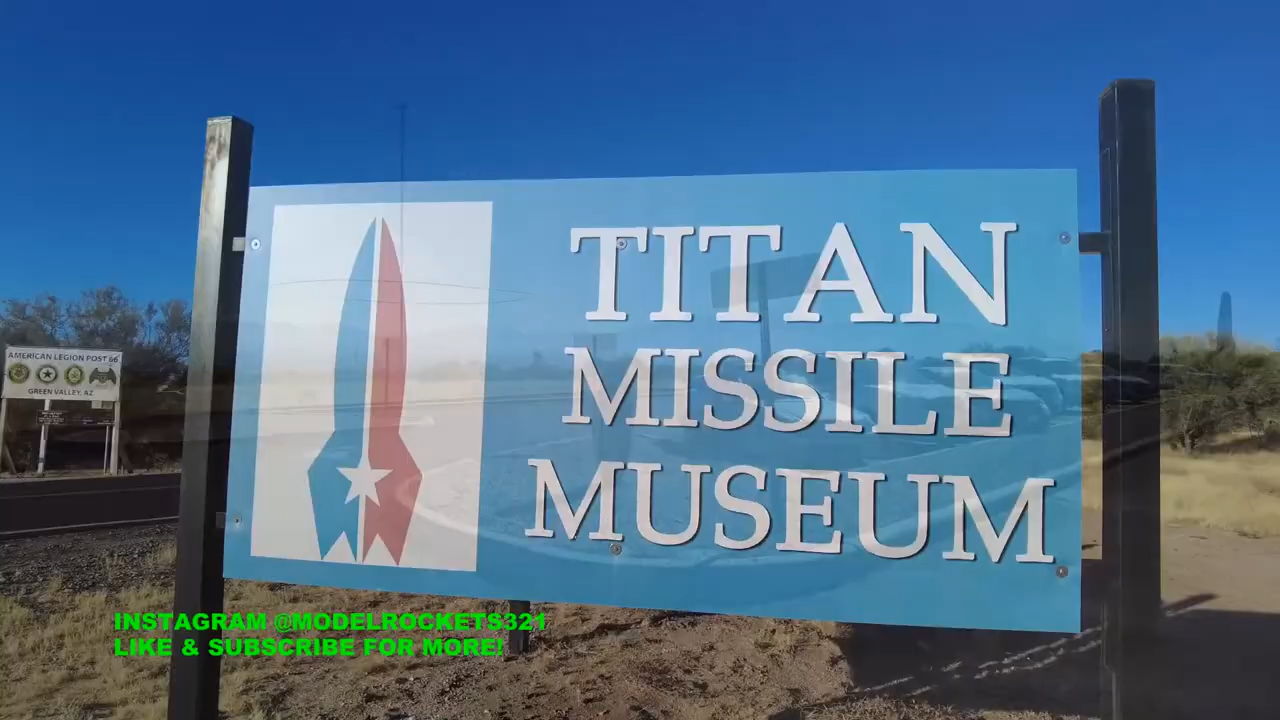 TITAN
MISSILE
MUSEUM
AMERICAN LEGION POST 66
GREEN VALLEY, AZ
INSTAGRAM @MODELROCKETS321
LIKE & SUBSCRIBE FOR MORE!